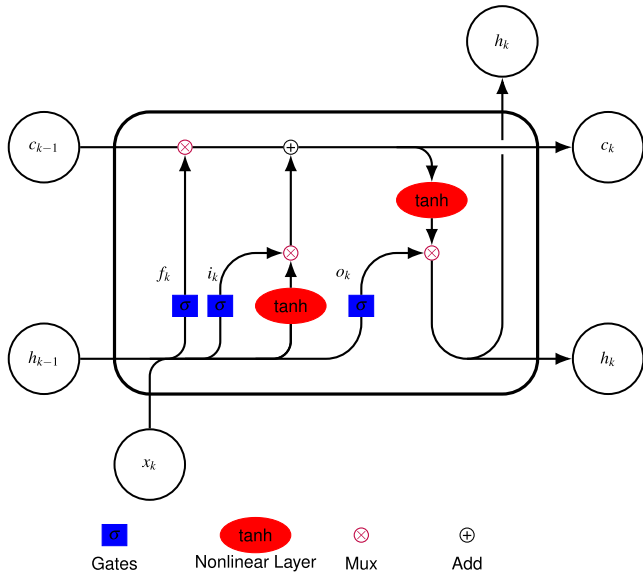 h_k
c_{k−1}
c_k
tanh
f_k
i_k
o_k
σ
σ
tanh
σ
h_{k−1}
h_k
x_k
σ
tanh
Gates
Nonlinear Layer
Mux
Add